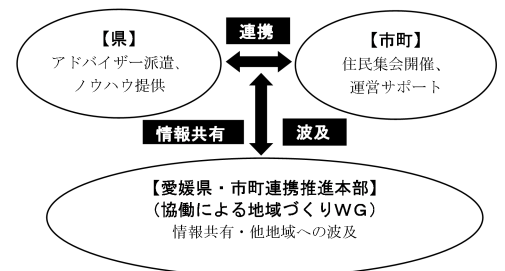 連携
【県】
アドバイザー派遣、
ノウハウ提供
【市町】
住民集会開催、
運営サポート
情報共有
波及
【愛媛県・市町連携推進本部】
（協働による地域づくりＷＧ）
情報共有・他地域への波及